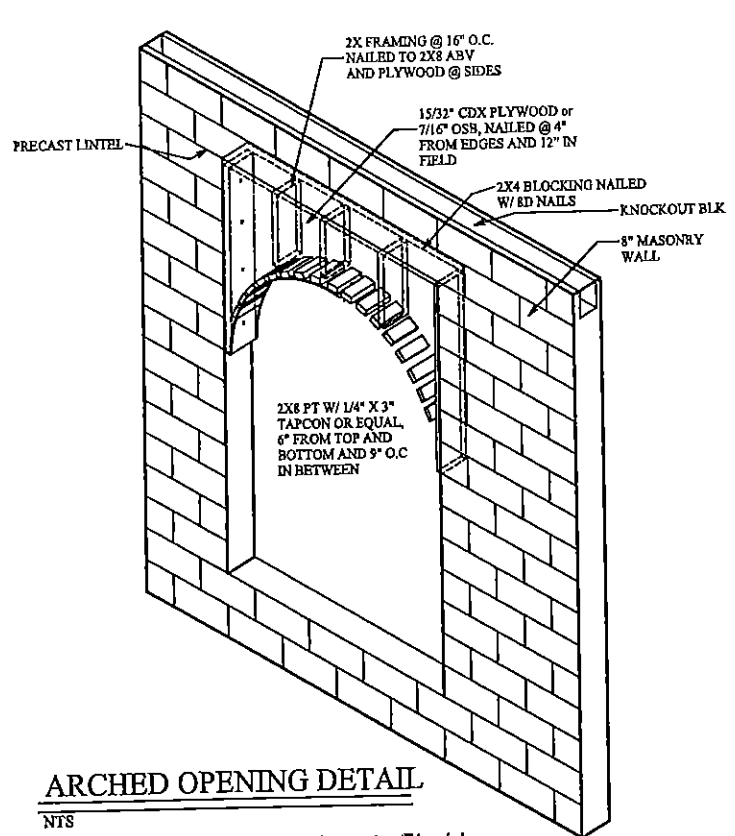 2X FRAMING @ 16" O.C.
NAILED TO 2X8 ABV
AND PLYWOOD @ SIDES
15/32" CDX PLYWOOD or
7/16" OSB, NAILED @ 4"
FROM EDGES AND 12" IN
FIELD
PRECAST LINTEL
2X4 BLOCKING NAILED
W/ 8D NAILS
KNOCKOUT BLK
8" MASONRY
WALL
2X8 PT W/ 1/4" X 3"
TAPCON OR EQUAL,
6" FROM TOP AND
BOTTOM AND 9" O.C
IN BETWEEN
ARCHED OPENING DETAIL
NTS